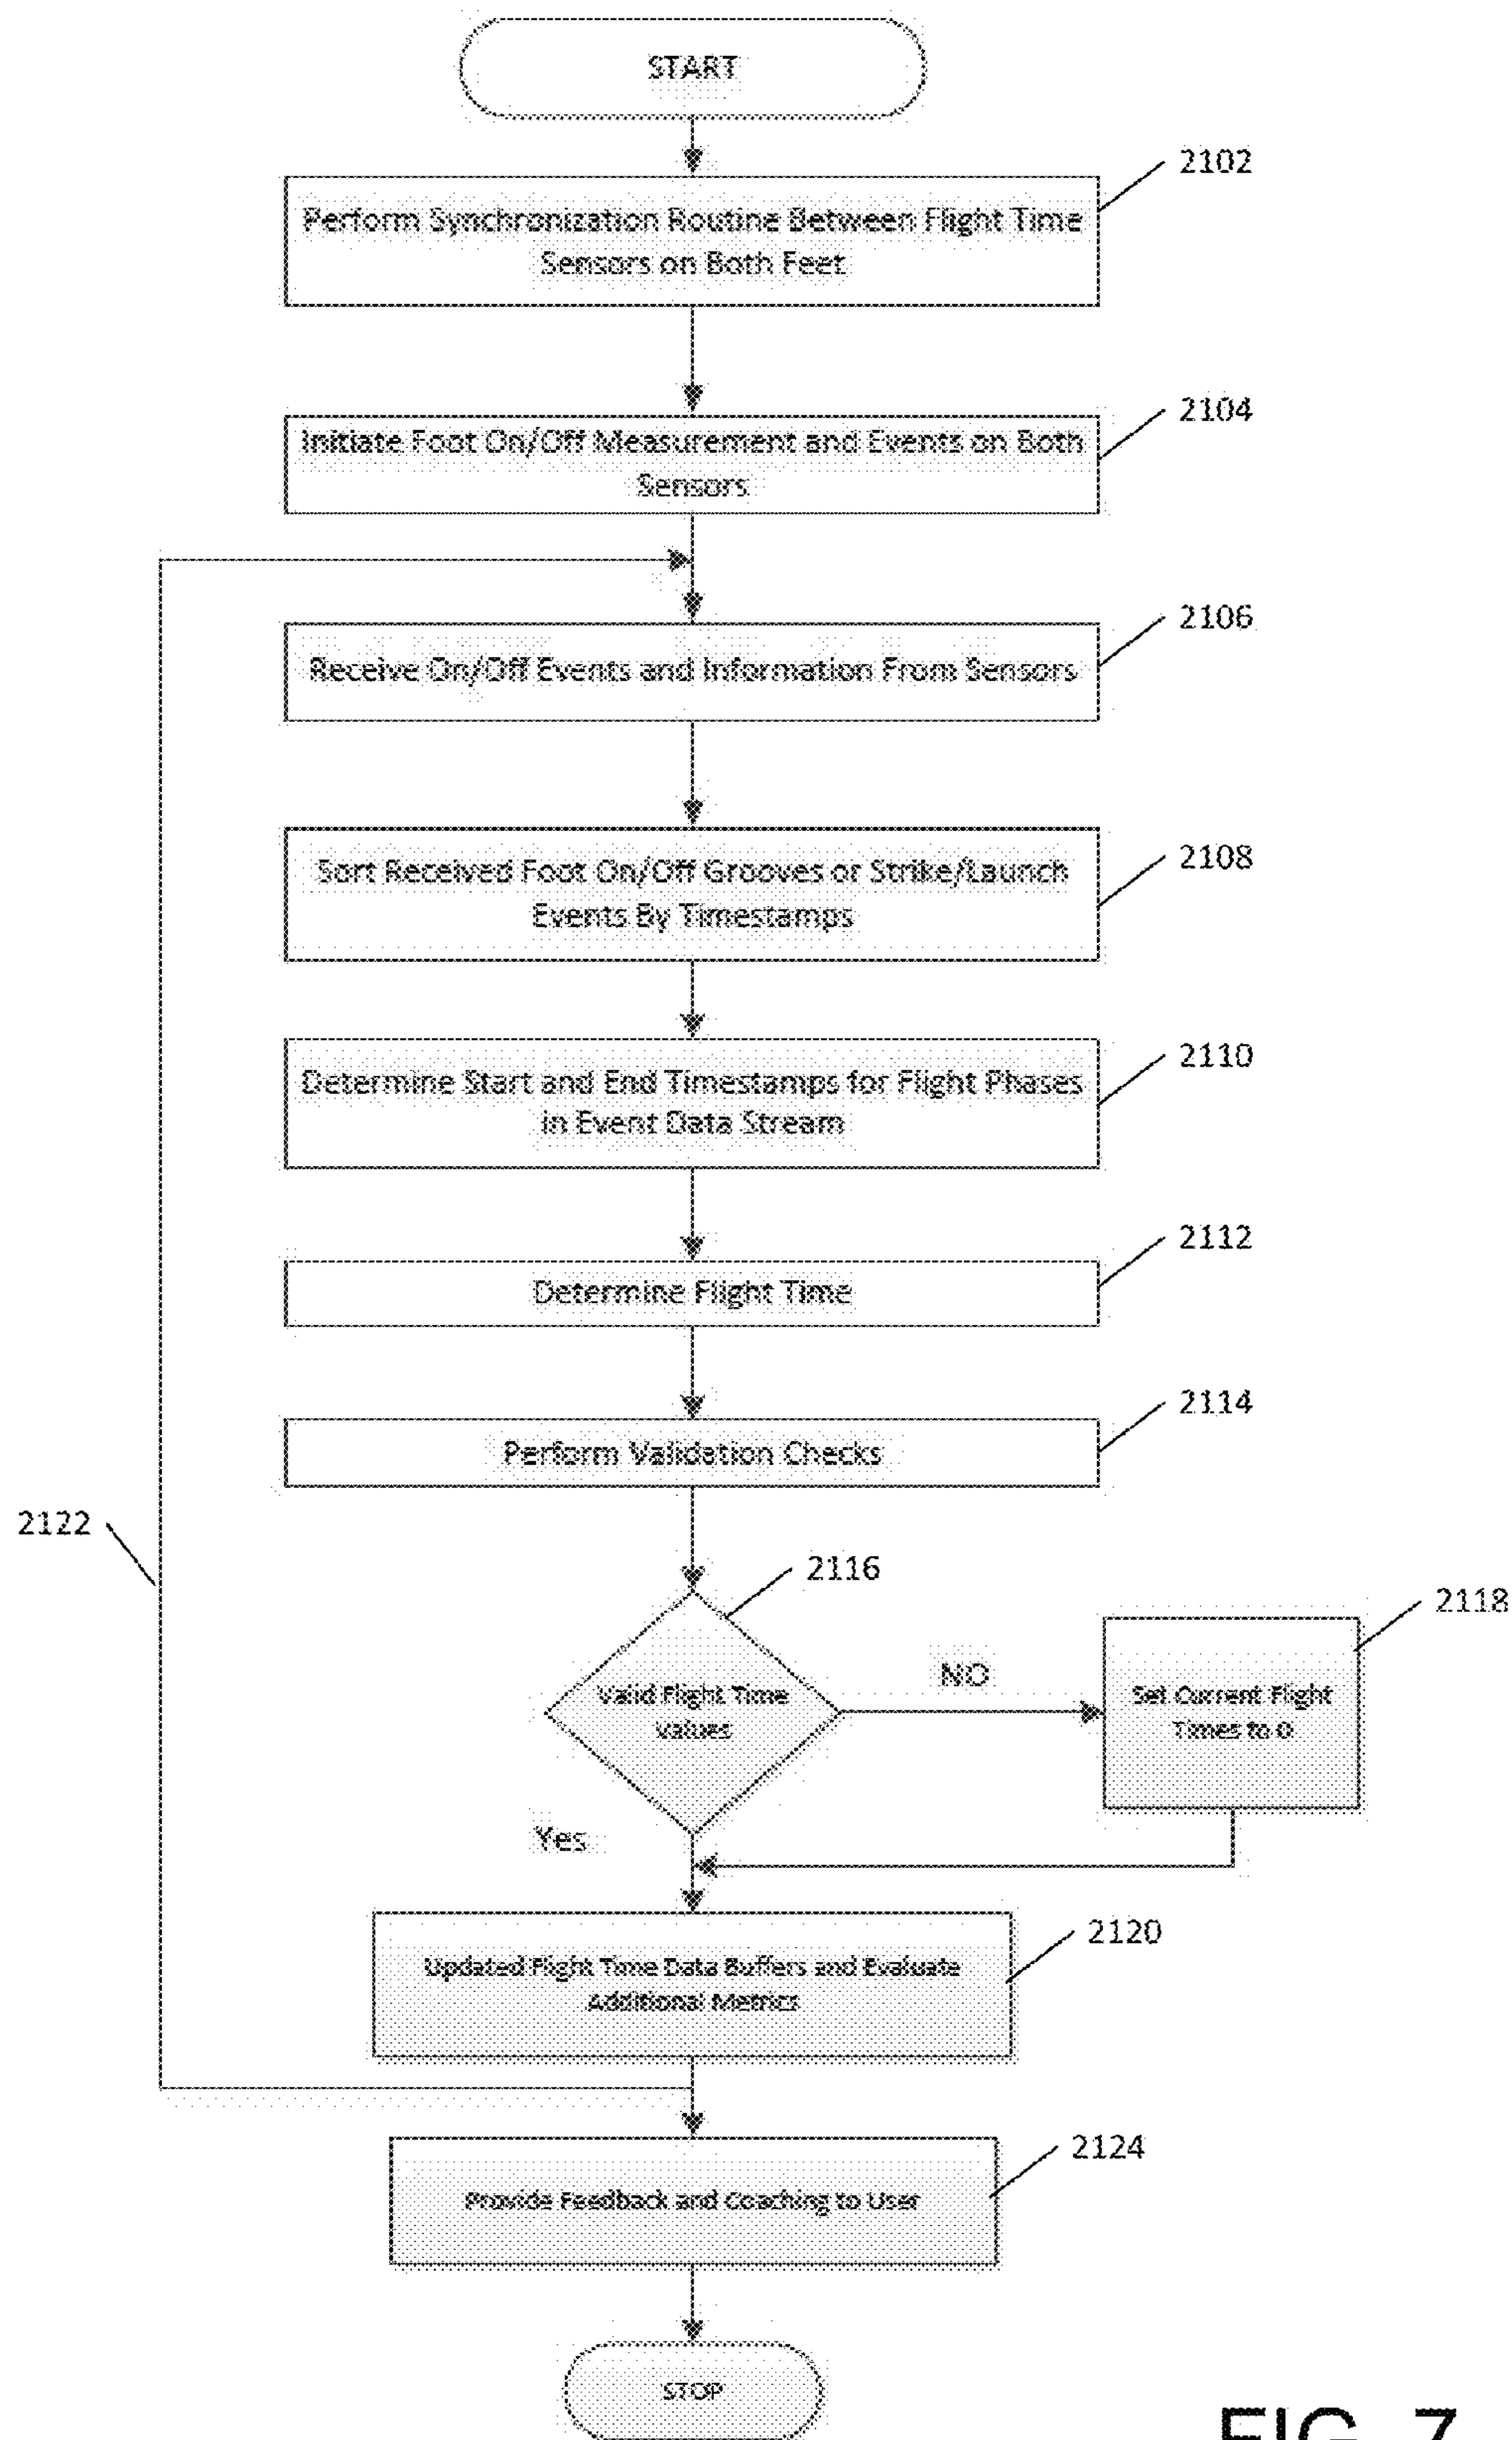 START
2102
Perform Synchronization Routine Between Flight Time
Sensors on Both Feet
2104
Initiate Foot On/Off Measurement and Events on Both
Sensors
2106
Receive On/Off Events and Information From Sensors
2108
Sort Received Foot On/Off Grooves or Strike/Launch
Events By Timestamps
2110
Determine Start and End Timestamps for Flight Phases
in Event Data Stream
2112
Determine Flight Time
2114
Perform Validation Checks
2122
2116
2118
Valid Flight Time
values
NO
Set Current Flight
Times to 0
Yes
2120
Updated Flight Time Data Buffers and Evaluate
Additional Metrics
2124
Provide Feedback and Coaching to User
STOP
FIG. 7